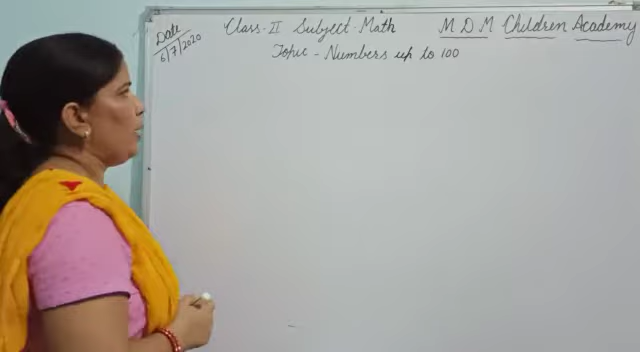 Date
6/7/2020
Class-II Subject-Math
M D M Children Academy
Topic - Numbers up to 100